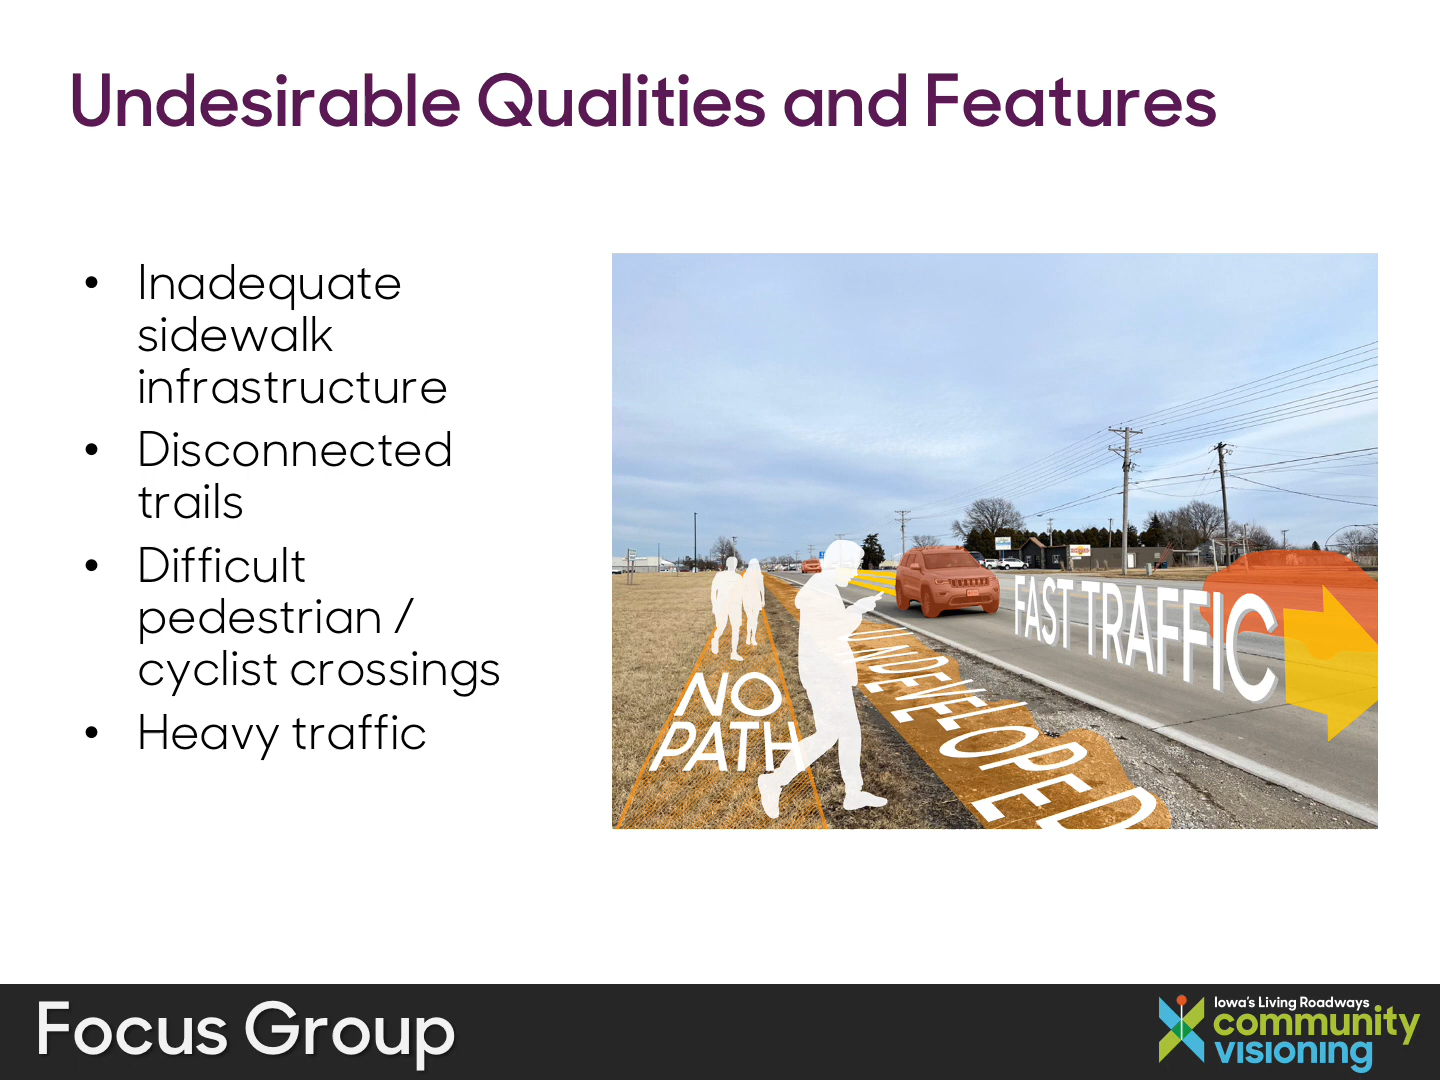 Undesirable Qualities and Features
• Inadequate
sidewalk
infrastructure
• Disconnected
trails
• Difficult
pedestrian /
cyclist crossings
• Heavy traffic
NO
PATH
UNDEVELOPED
FAST TRAFFIC
Focus Group
Iowa's Living Roadways
community
visioning